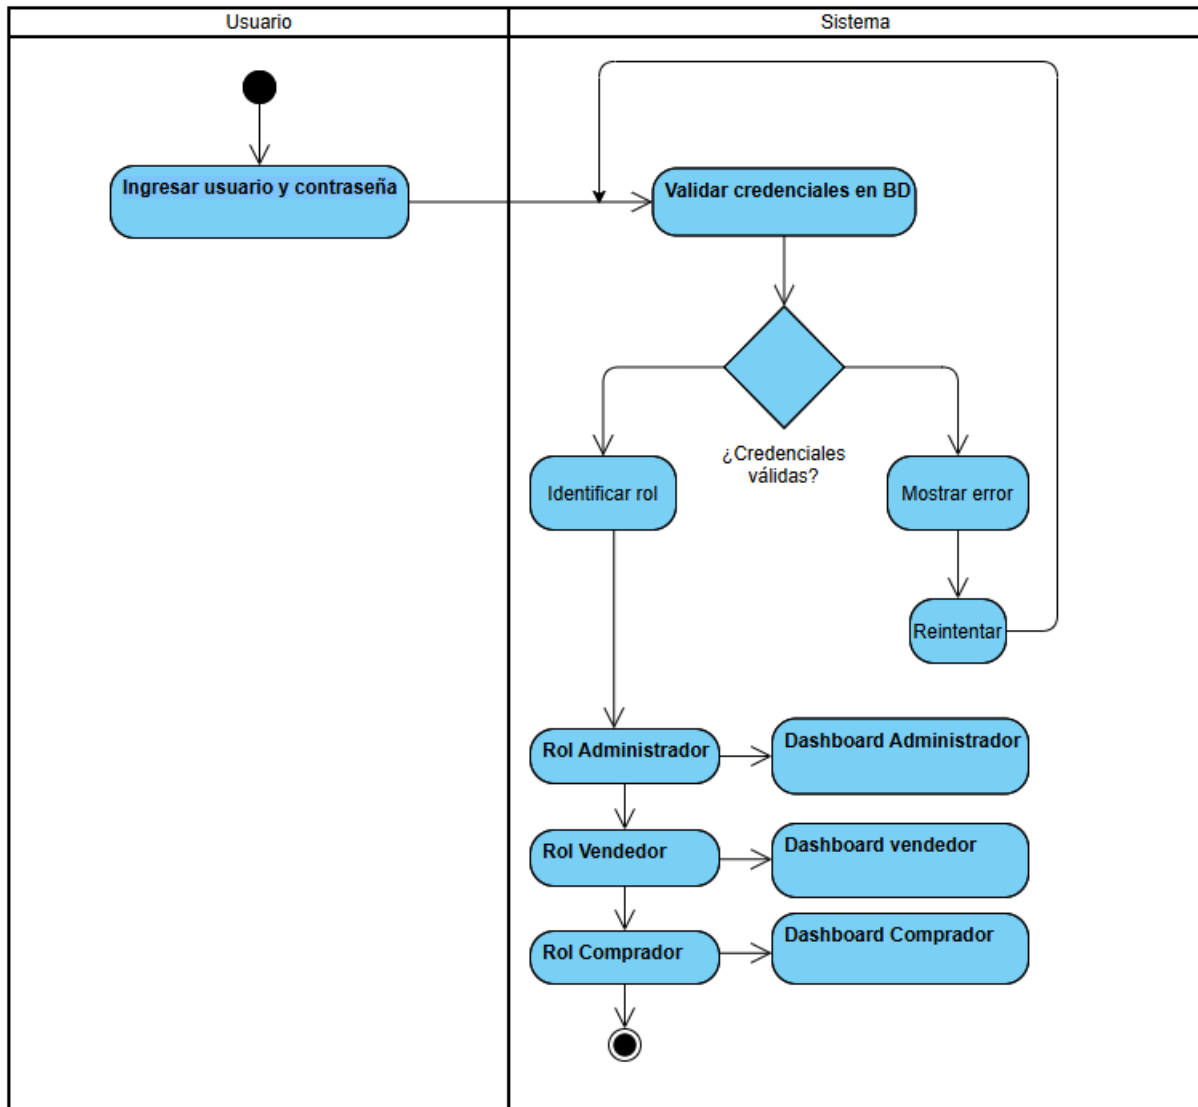 Usuario
Sistema
Ingresar usuario y contraseña
Validar credenciales en BD
¿Credenciales
válidas?
Identificar rol
Mostrar error
Reintentar
Rol Administrador
Dashboard Administrador
Rol Vendedor
Dashboard vendedor
Rol Comprador
Dashboard Comprador